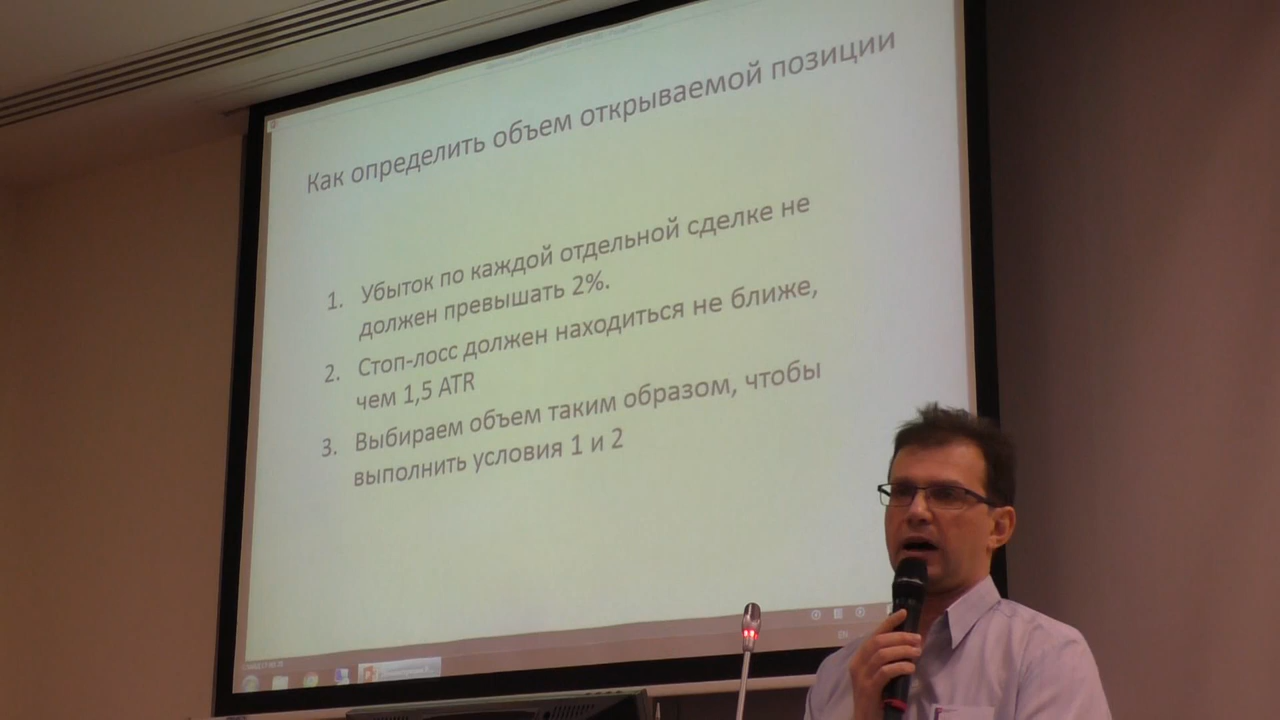 Как определить объем открываемой позиции
1. Убыток по каждой отдельной сделке не
должен превышать 2%.
2. Стоп-лосс должен находиться не ближе,
чем 1,5 ATR
3. Выбираем объем таким образом, чтобы
выполнить условия 1 и 2
EN